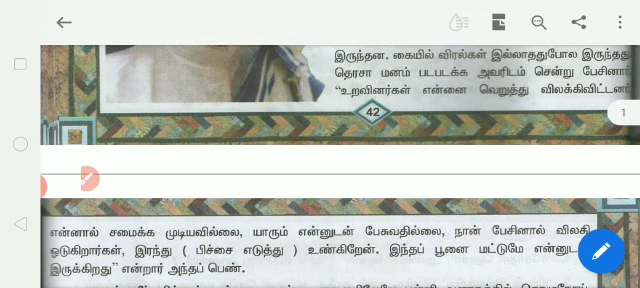 இருந்தன. கையில் விரல்கள் இல்லாததுபோல இருந்தது.
தெரசா மனம் படபடக்க அவரிடம் சென்று பேசினார்.
“உறவினர்கள் என்னை வெறுத்து விலக்கிவிட்டனர்
42
1
என்னால் சமைக்க முடியவில்லை, யாரும் என்னுடன் பேசுவதில்லை, நான் பேசினால் விலகி
ஓடுகிறார்கள், இரந்து ( பிச்சை எடுத்து ) உண்கிறேன். இந்தப் பூனை மட்டுமே
இருக்கிறது” என்றார் அந்தப் பெண்.